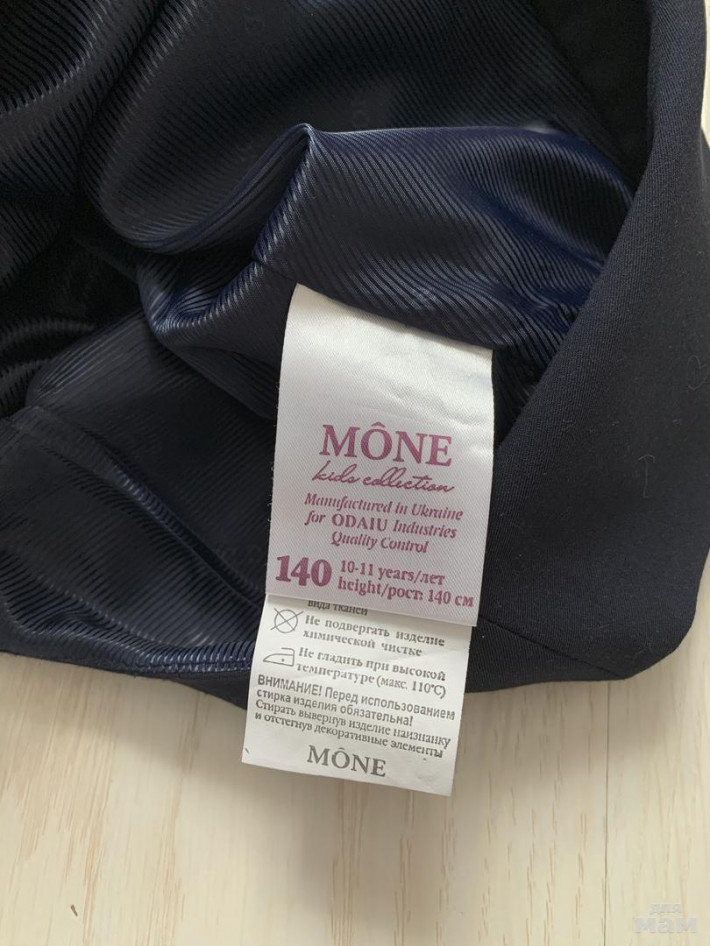 MÔNE
kids collection
Manufactured in Ukraine
for ODAIU Industries
Quality Control
140 10-11 years/лет
height/рост: 140 см
вида ткани
Не подвергать изделие
химической чистке
Не гладить при высокой
температуре (макс. 110°C)
ВНИМАНИЕ! Перед использованием
стирка изделия обязательна!
Стирать вывернув изделие наизнанку
и отстегнув декоративные элементы
MÔNE
для
мам